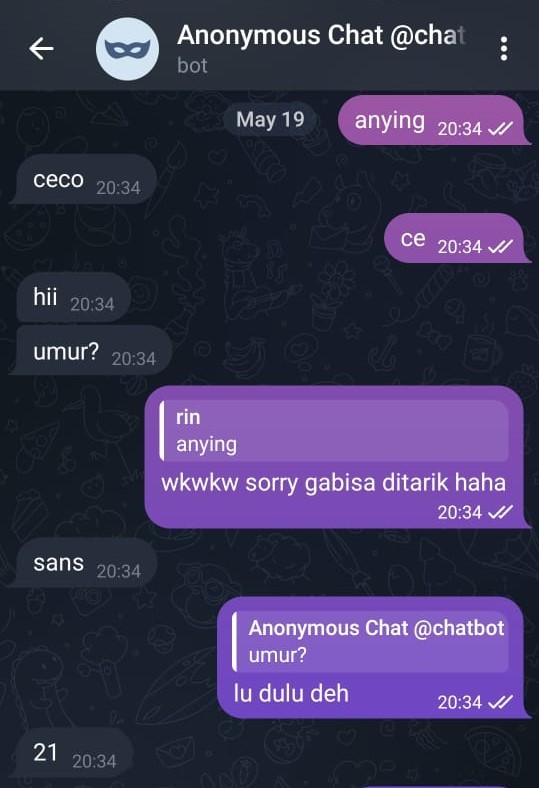 Anonymous Chat @chat
bot
May 19
anying 20:34
ceco 20:34
ce 20:34
hii 20:34
umur? 20:34
rin
anying
wkwkw sorry gabisa ditarik haha
20:34
sans 20:34
Anonymous Chat @chatbot
umur?
lu dulu deh 20:34
21 20:34